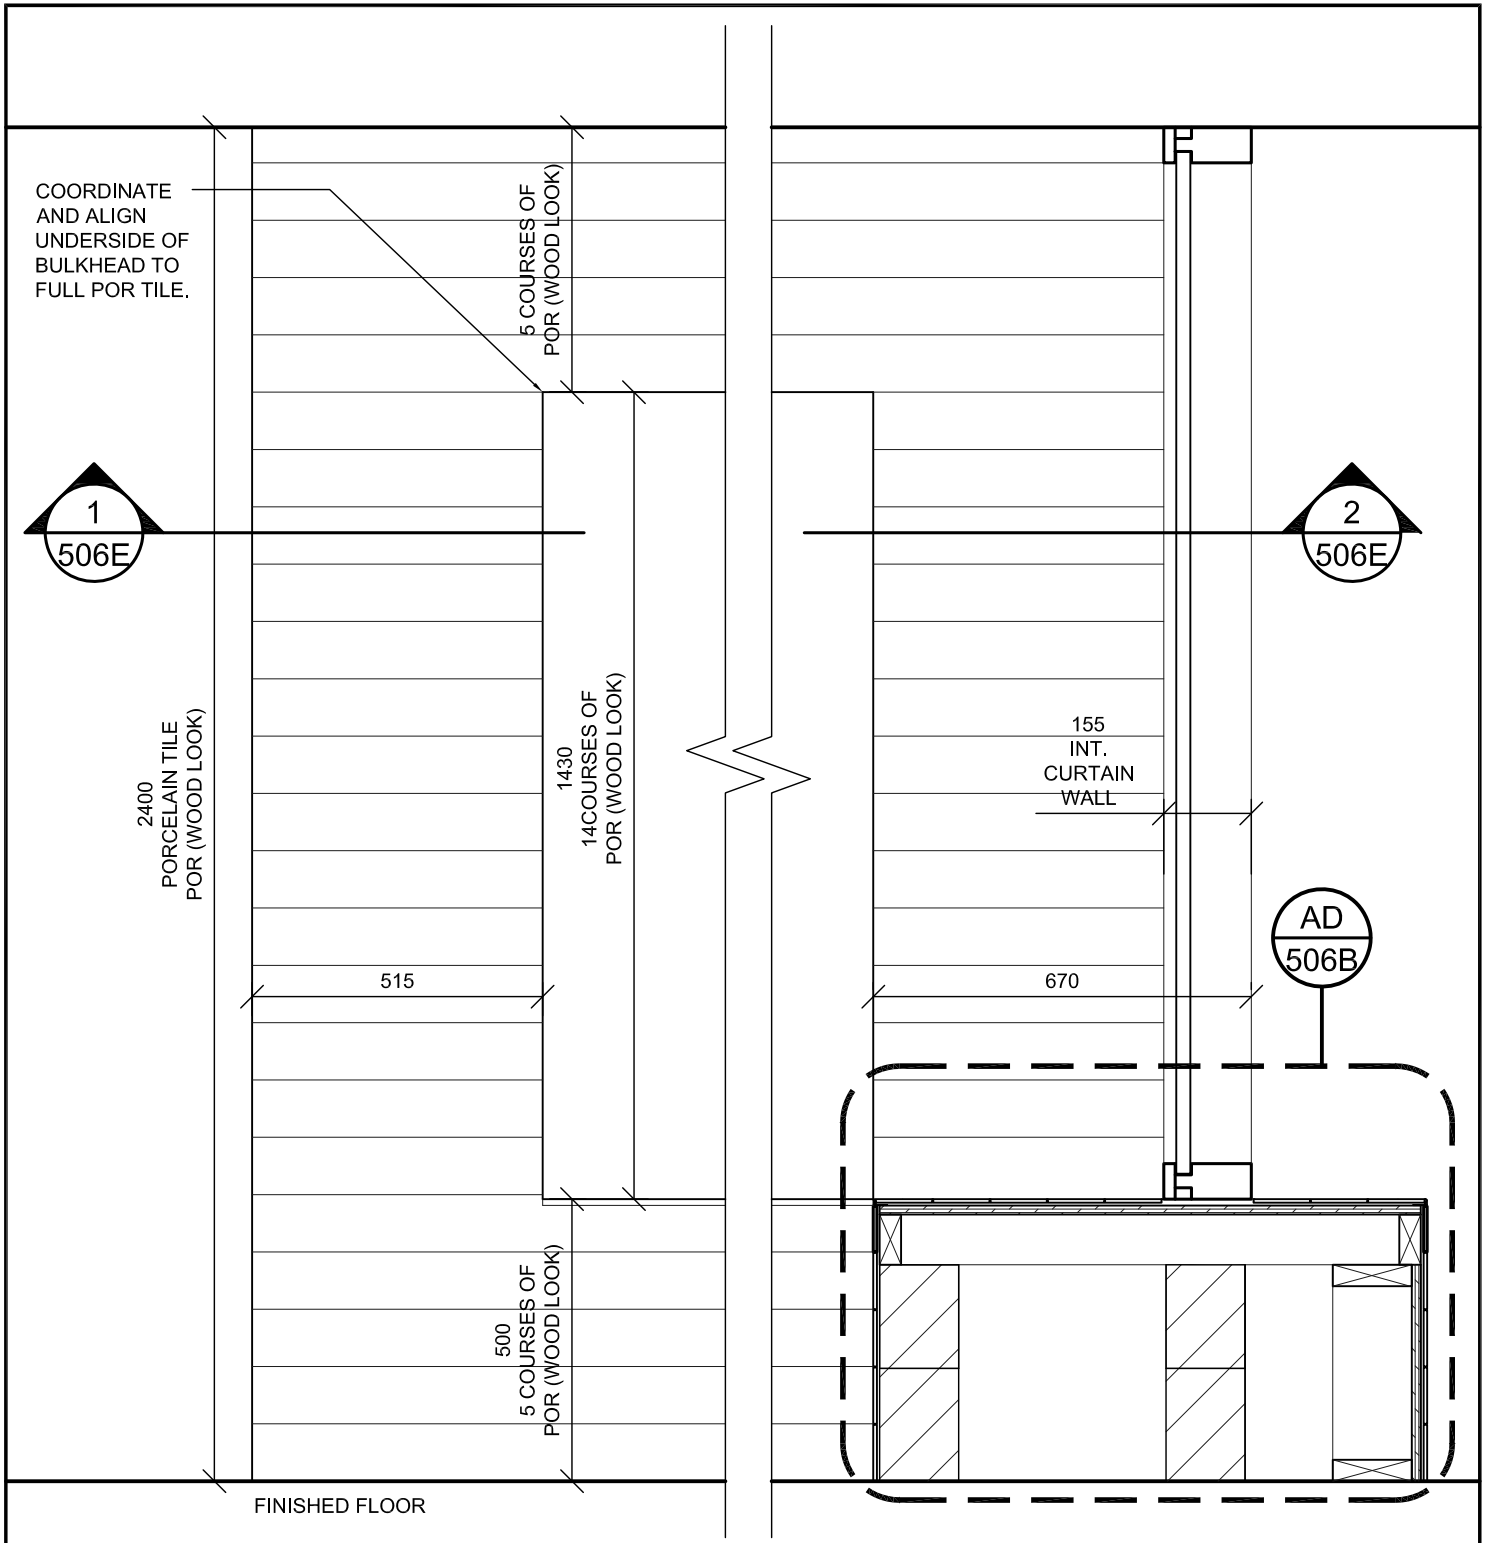 COORDINATE
AND ALIGN
UNDERSIDE OF
BULKHEAD TO
FULL POR TILE.
5 COURSES OF
POR (WOOD LOOK)
1
506E
2
506E
2400
PORCELAIN TILE
POR (WOOD LOOK)
1430
14COURSES OF
POR (WOOD LOOK)
155
INT.
CURTAIN
WALL
AD
506B
515
670
500
5 COURSES OF
POR (WOOD LOOK)
FINISHED FLOOR